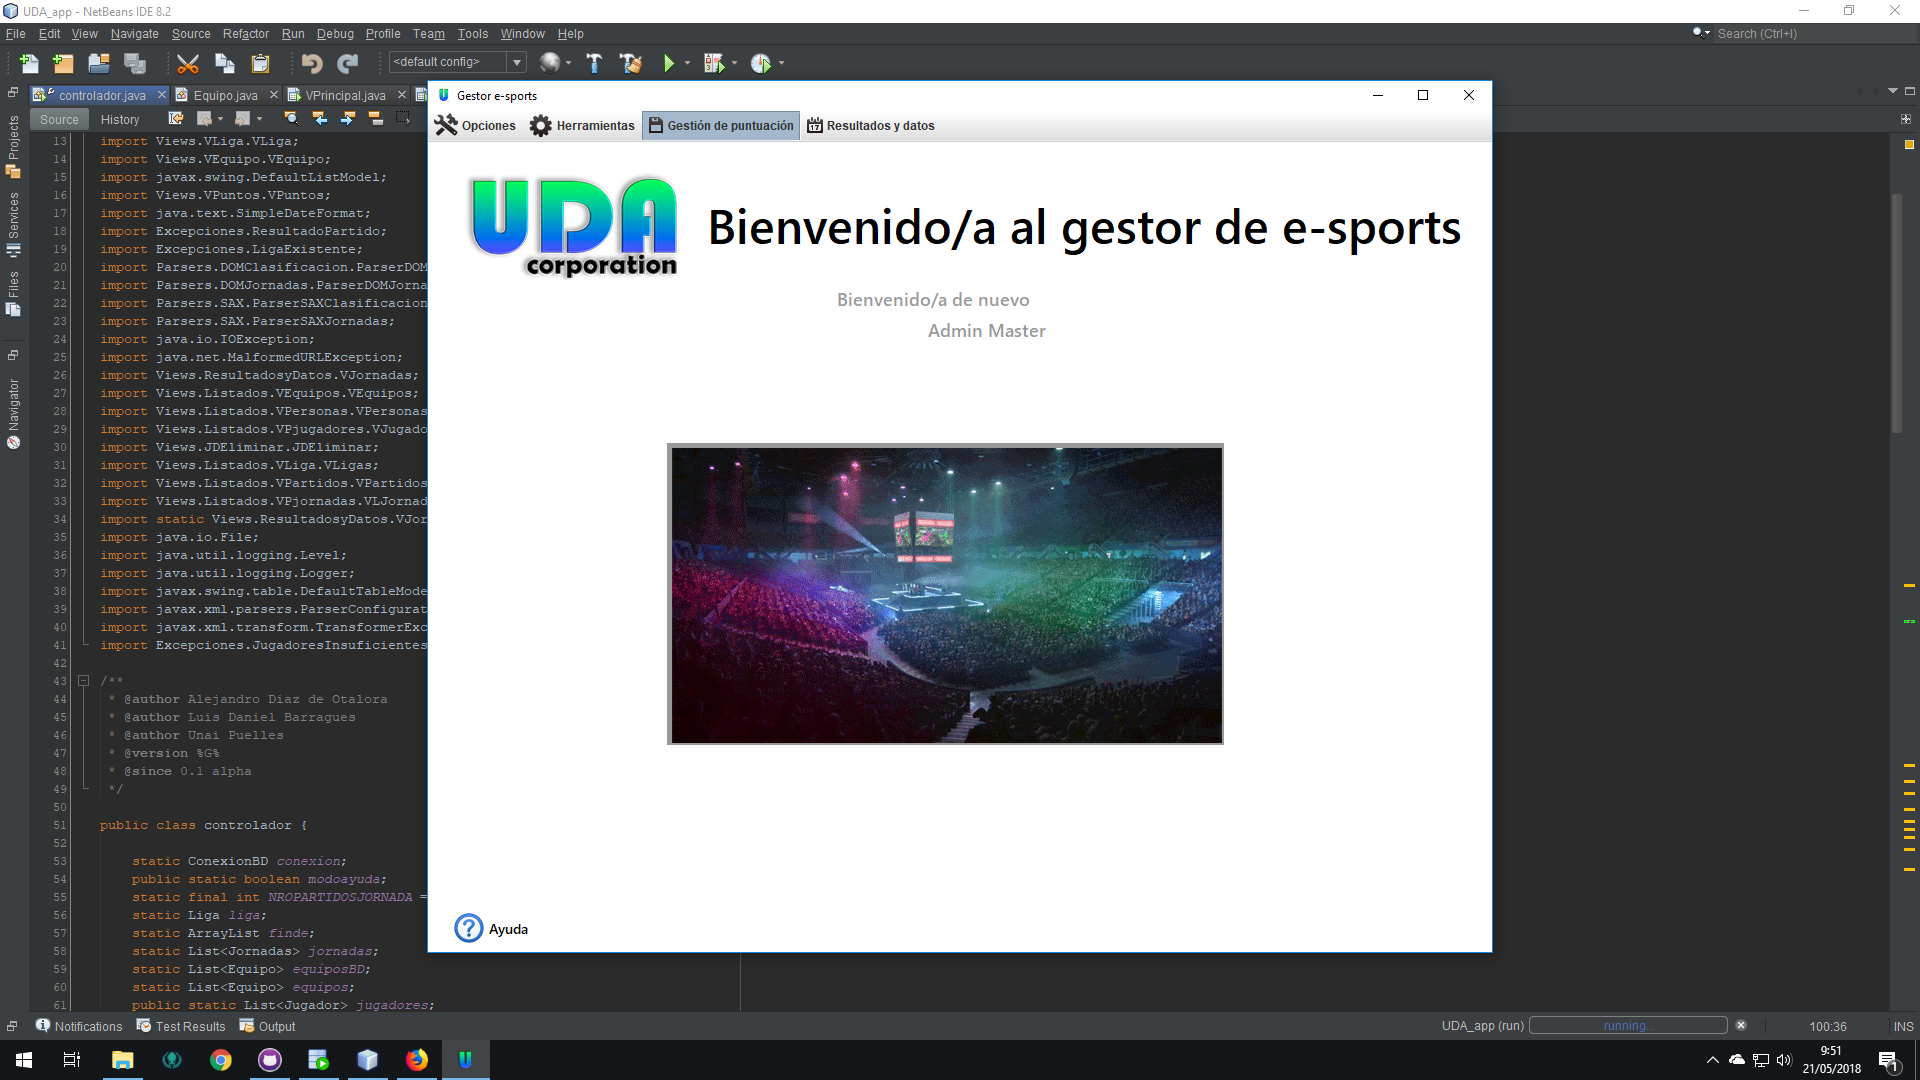 UDA_app - NetBeans IDE 8.2
File Edit View Navigate Source Refactor Run Debug Profile Team Tools Window Help
Search (Ctrl+I)
<default config>
controlador.java
Equipo.java
VPrincipal.java
Source History
Projects
Services
Files
Navigator
13 import Views.VLiga.VLiga;
14 import Views.VEquipo.VEquipo;
15 import javax.swing.DefaultListModel;
16 import Views.VPuntos.VPuntos;
17 import java.text.SimpleDateFormat;
18 import Excepciones.ResultadoPartido;
19 import Excepciones.LigaExistente;
20 import Parsers.DOMClasificacion.ParserDOM
21 import Parsers.DOMJornadas.ParserDOMJorna
22 import Parsers.SAX.ParserSAXClasificacion
23 import Parsers.SAX.ParserSAXJornadas;
24 import java.io.IOException;
25 import java.net.MalformedURLException;
26 import Views.ResultadosyDatos.VJornadas;
27 import Views.Listados.VEquipos.VEquipos;
28 import Views.Listados.VPersonas.VPersonas
29 import Views.Listados.VPjugadores.VJugado
30 import Views.JDEliminar.JDEliminar;
31 import Views.Listados.VLiga.VLigas;
32 import Views.Listados.VPartidos.VPartidos
33 import Views.Listados.VPjornadas.VLJornad
34 import static Views.ResultadosyDatos.VJor
35 import java.io.File;
36 import java.util.logging.Level;
37 import java.util.logging.Logger;
38 import javax.swing.table.DefaultTableMode
39 import javax.xml.parsers.ParserConfigurat
40 import javax.xml.transform.TransformerExc
41 import Excepciones.JugadoresInsuficientes
42
43 /**
44 * @author Alejandro Diaz de Otalora
45 * @author Luis Daniel Barragues
46 * @author Unai Puelles
47 * @version %G%
48 * @since 0.1 alpha
49 */
50
51 public class controlador {
52
53 static ConexionBD conexion;
54 public static boolean modoayuda;
55 static final int NROPARTIDOSJORNADA =
56 static Liga liga;
57 static ArrayList finde;
58 static List<Jornadas> jornadas;
59 static List<Equipo> equiposBD;
60 static List<Equipo> equipos;
61 public static List<Jugador> jugadores;
Gestor e-sports
Opciones Herramientas Gestión de puntuación Resultados y datos
UDA
corporation
Bienvenido/a al gestor de e-sports
Bienvenido/a de nuevo
Admin Master
Ayuda
Notifications Test Results Output
UDA_app (run) running... 100:36 INS
9:51
21/05/2018
1